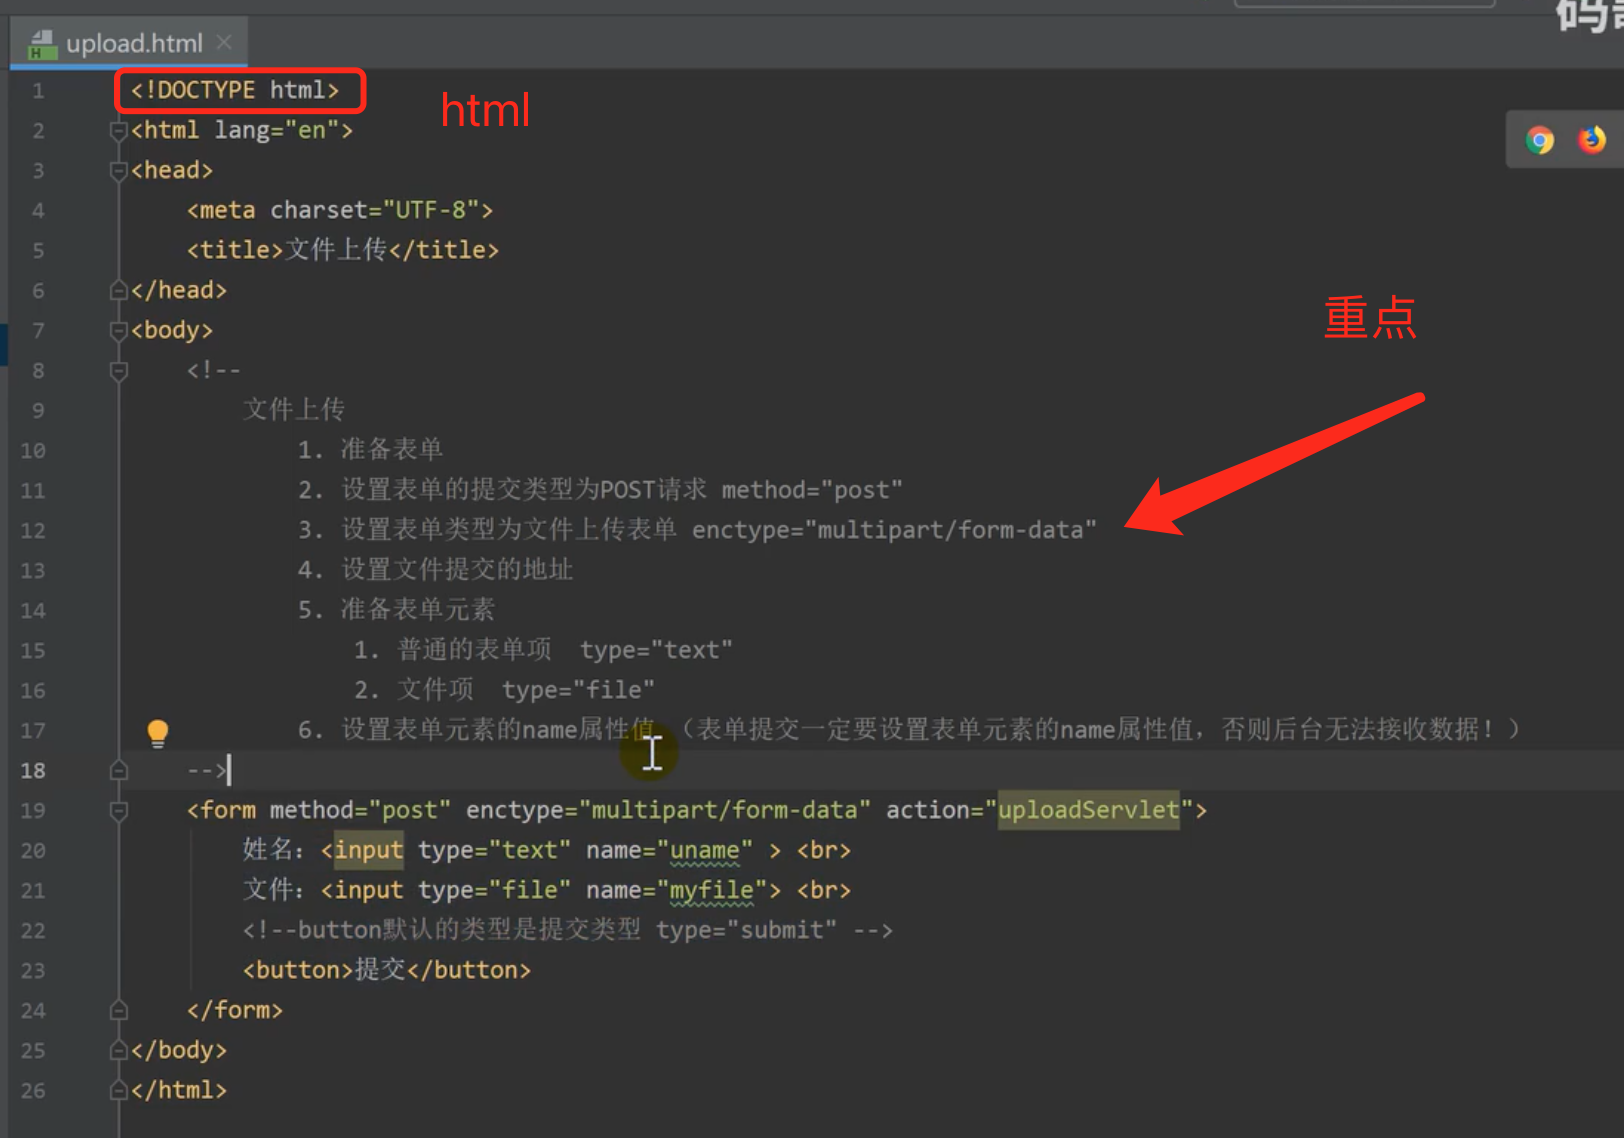 码
upload.html
1 <!DOCTYPE html>
html
2 <html lang="en">
3 <head>
4 <meta charset="UTF-8">
5 <title>文件上传</title>
6 </head>
重点
7 <body>
8 <!--
9 文件上传
10 1. 准备表单
11 2. 设置表单的提交类型为POST请求 method="post"
12 3. 设置表单类型为文件上传表单 enctype="multipart/form-data"
13 4. 设置文件提交的地址
14 5. 准备表单元素
15 1. 普通的表单项 type="text"
16 2. 文件项 type="file"
17 6. 设置表单元素的name属性值 （表单提交一定要设置表单元素的name属性值，否则后台无法接收数据！）
18 -->
19 <form method="post" enctype="multipart/form-data" action="uploadServlet">
20 姓名：<input type="text" name="uname" > <br>
21 文件：<input type="file" name="myfile"> <br>
22 <!--button默认的类型是提交类型 type="submit" -->
23 <button>提交</button>
24 </form>
25 </body>
26 </html>